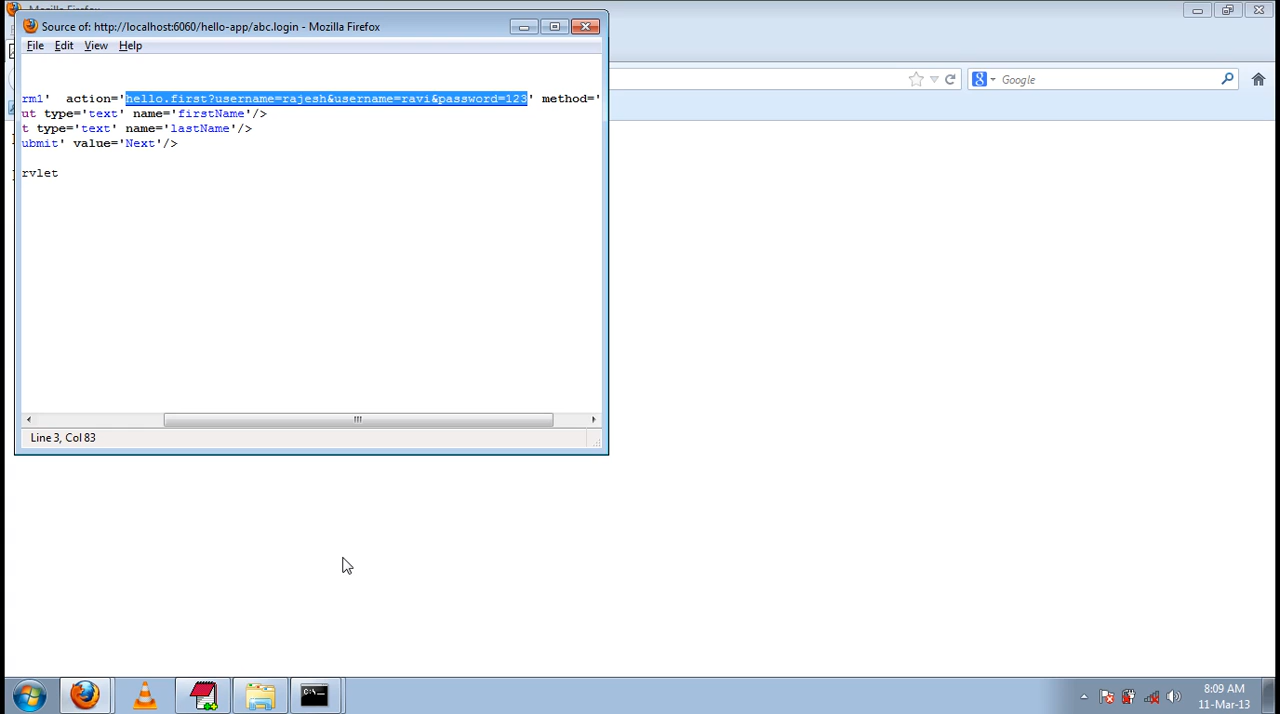 Mozilla Firefox
Source of: http://localhost:6060/hello-app/abc.login - Mozilla Firefox
File Edit View Help
Google
rm1' action='hello.first?username=rajesh&username=ravi&password=123' method='
ut type='text' name='firstName'/>
t type='text' name='lastName'/>
ubmit' value='Next'/>
rvlet
Line 3, Col 83
C:\.
8:09 AM
11-Mar-13